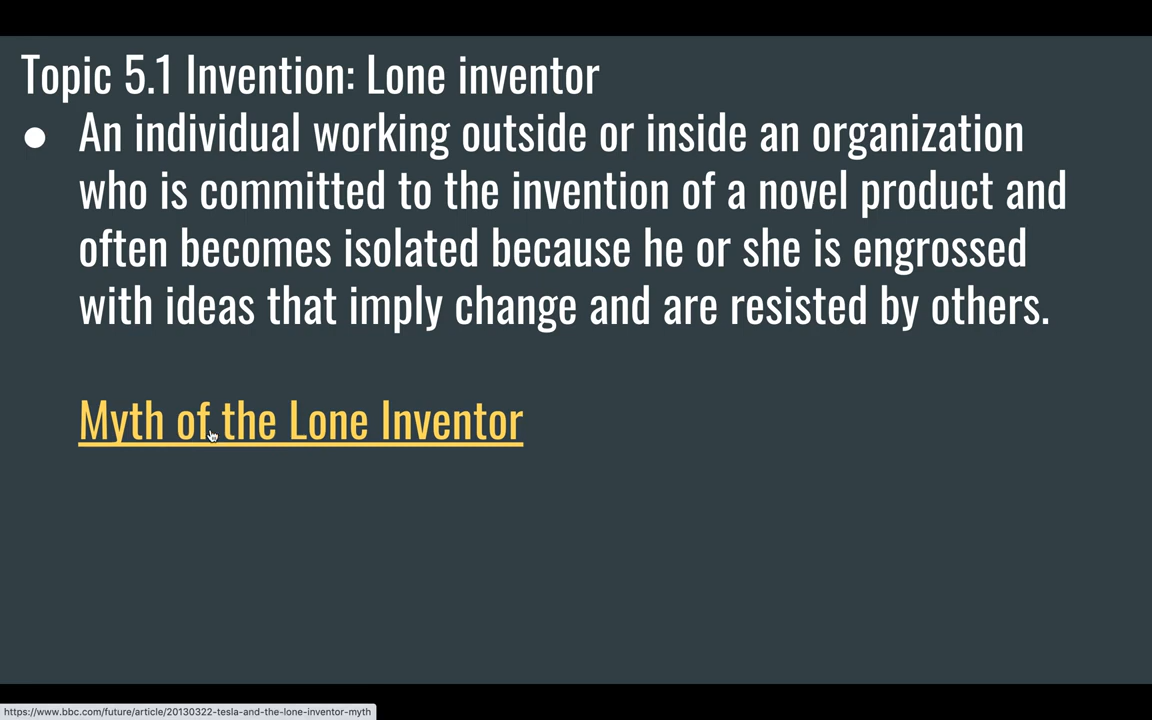 Topic 5.1 Invention: Lone inventor
● An individual working outside or inside an organization
who is committed to the invention of a novel product and
often becomes isolated because he or she is engrossed
with ideas that imply change and are resisted by others.
Myth of the Lone Inventor
https://www.bbc.com/future/article/20130322-tesla-and-the-lone-inventor-myth